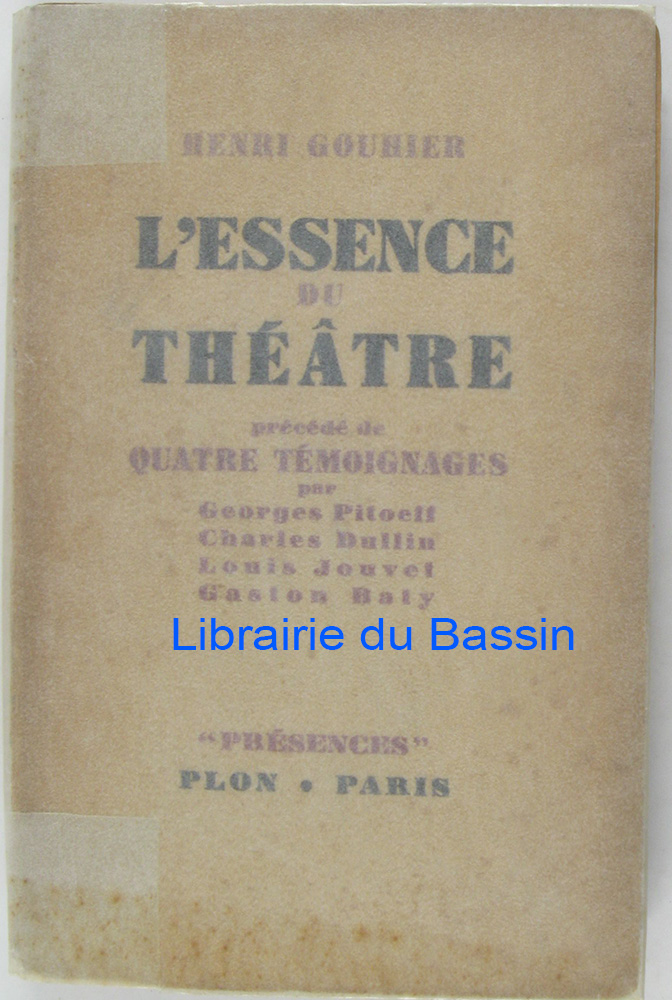 HENRI GOUHIER
L'ESSENCE
DU
THÉÂTRE
précédé de
QUATRE TÉMOIGNAGES
par
Georges Pitoeff
Charles Dullin
Louis Jouvet
Gaston Baty
Librairie du Bassin
"PRÉSENCES"
PLON • PARIS